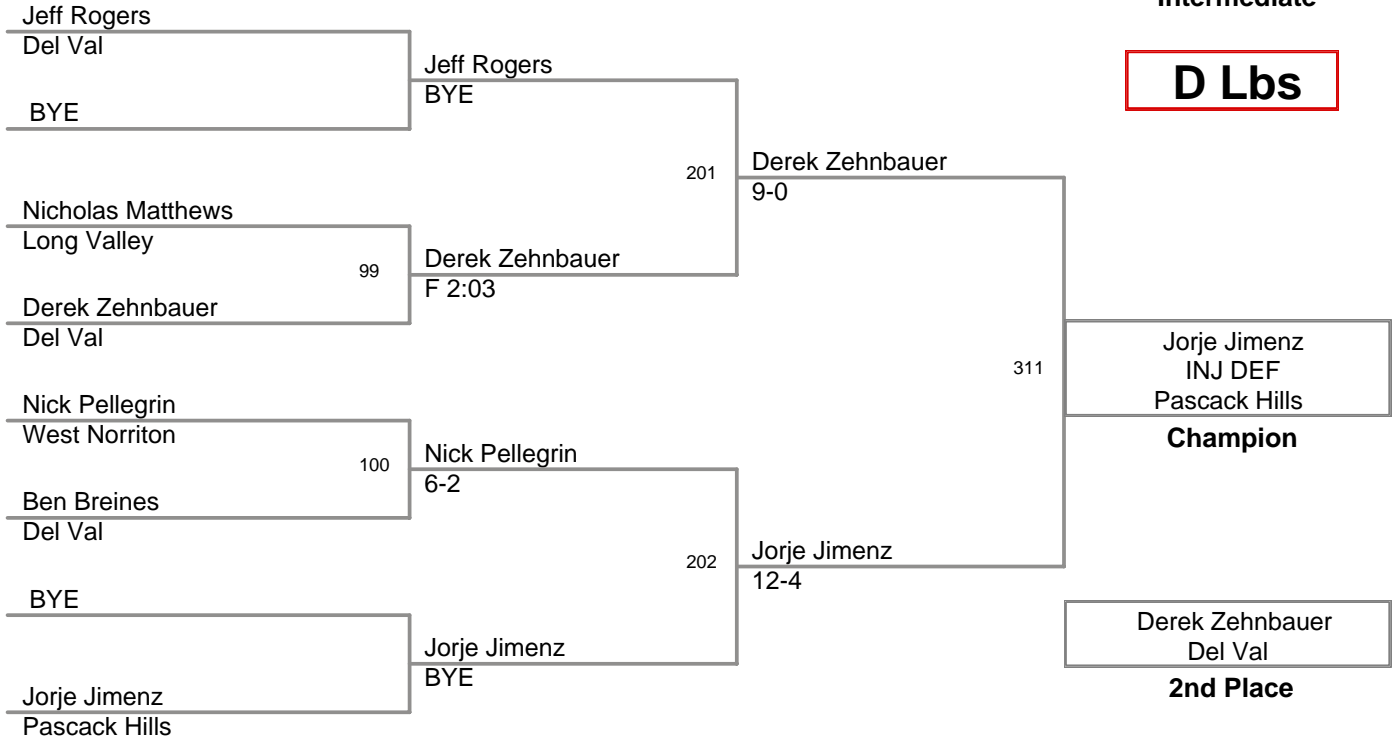 Intermediate
D Lbs
Jeff Rogers
Del Val
BYE
Nicholas Matthews
Long Valley
99
Derek Zehnbauer
Del Val
Nick Pellegrin
West Norriton
100
Ben Breines
Del Val
BYE
Jorje Jimenz
Pascack Hills
Jeff Rogers
BYE
201
Derek Zehnbauer
F 2:03
Nick Pellegrin
6-2
202
Jorje Jimenz
BYE
Derek Zehnbauer
9-0
311
Jorje Jimenz
12-4
Jorje Jimenz
INJ DEF
Pascack Hills
Champion
Derek Zehnbauer
Del Val
2nd Place